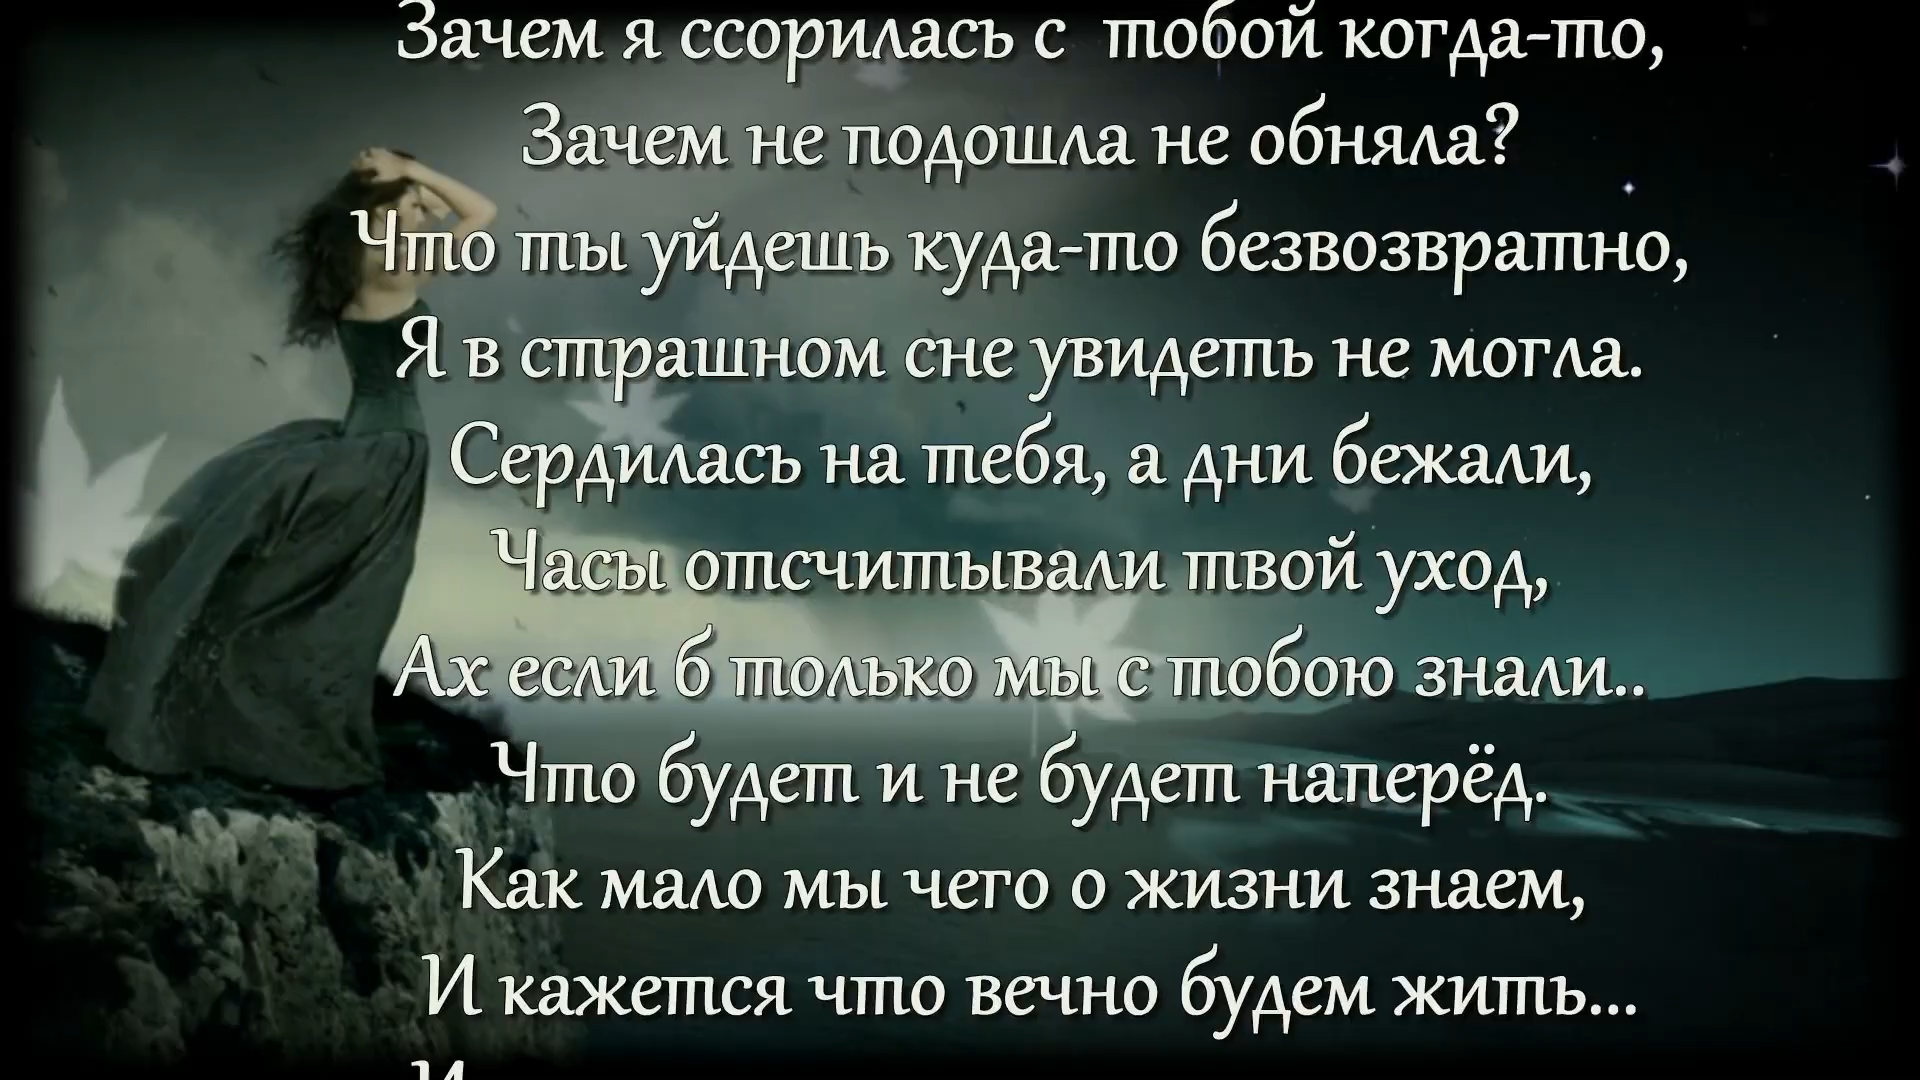 Зачем я ссорилась с тобой когда-то,
Зачем не подошла не обняла?
Что ты уйдешь куда-то безвозвратно,
Я в страшном сне увидеть не могла.
Сердилась на тебя, а дни бежали,
Часы отсчитывали твой уход,
Ах если б только мы с тобою знали..
Что будет и не будет наперёд.
Как мало мы чего о жизни знаем,
И кажется что вечно будем жить...